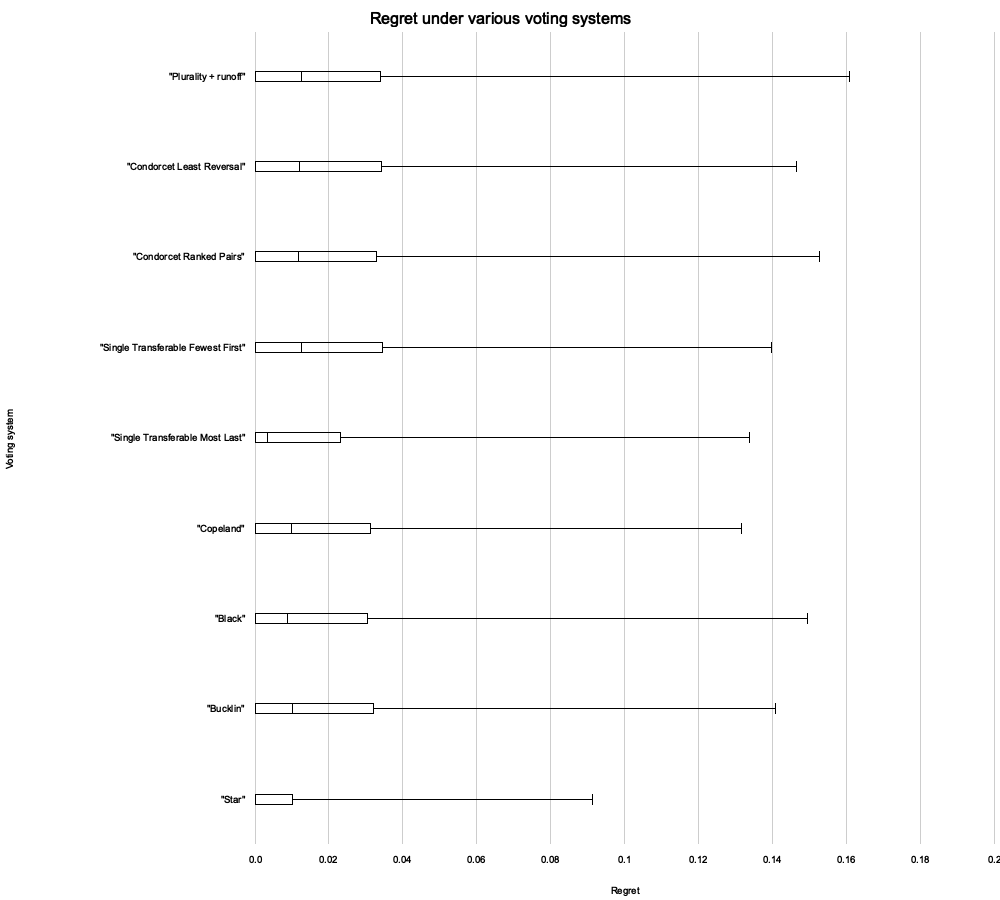 Regret under various voting systems
"Plurality + runoff"
"Condorcet Least Reversal"
"Condorcet Ranked Pairs"
"Single Transferable Fewest First"
"Single Transferable Most Last"
"Copeland"
"Black"
"Bucklin"
"Star"
Voting system
0.0 0.02 0.04 0.06 0.08 0.1 0.12 0.14 0.16 0.18 0.2
Regret